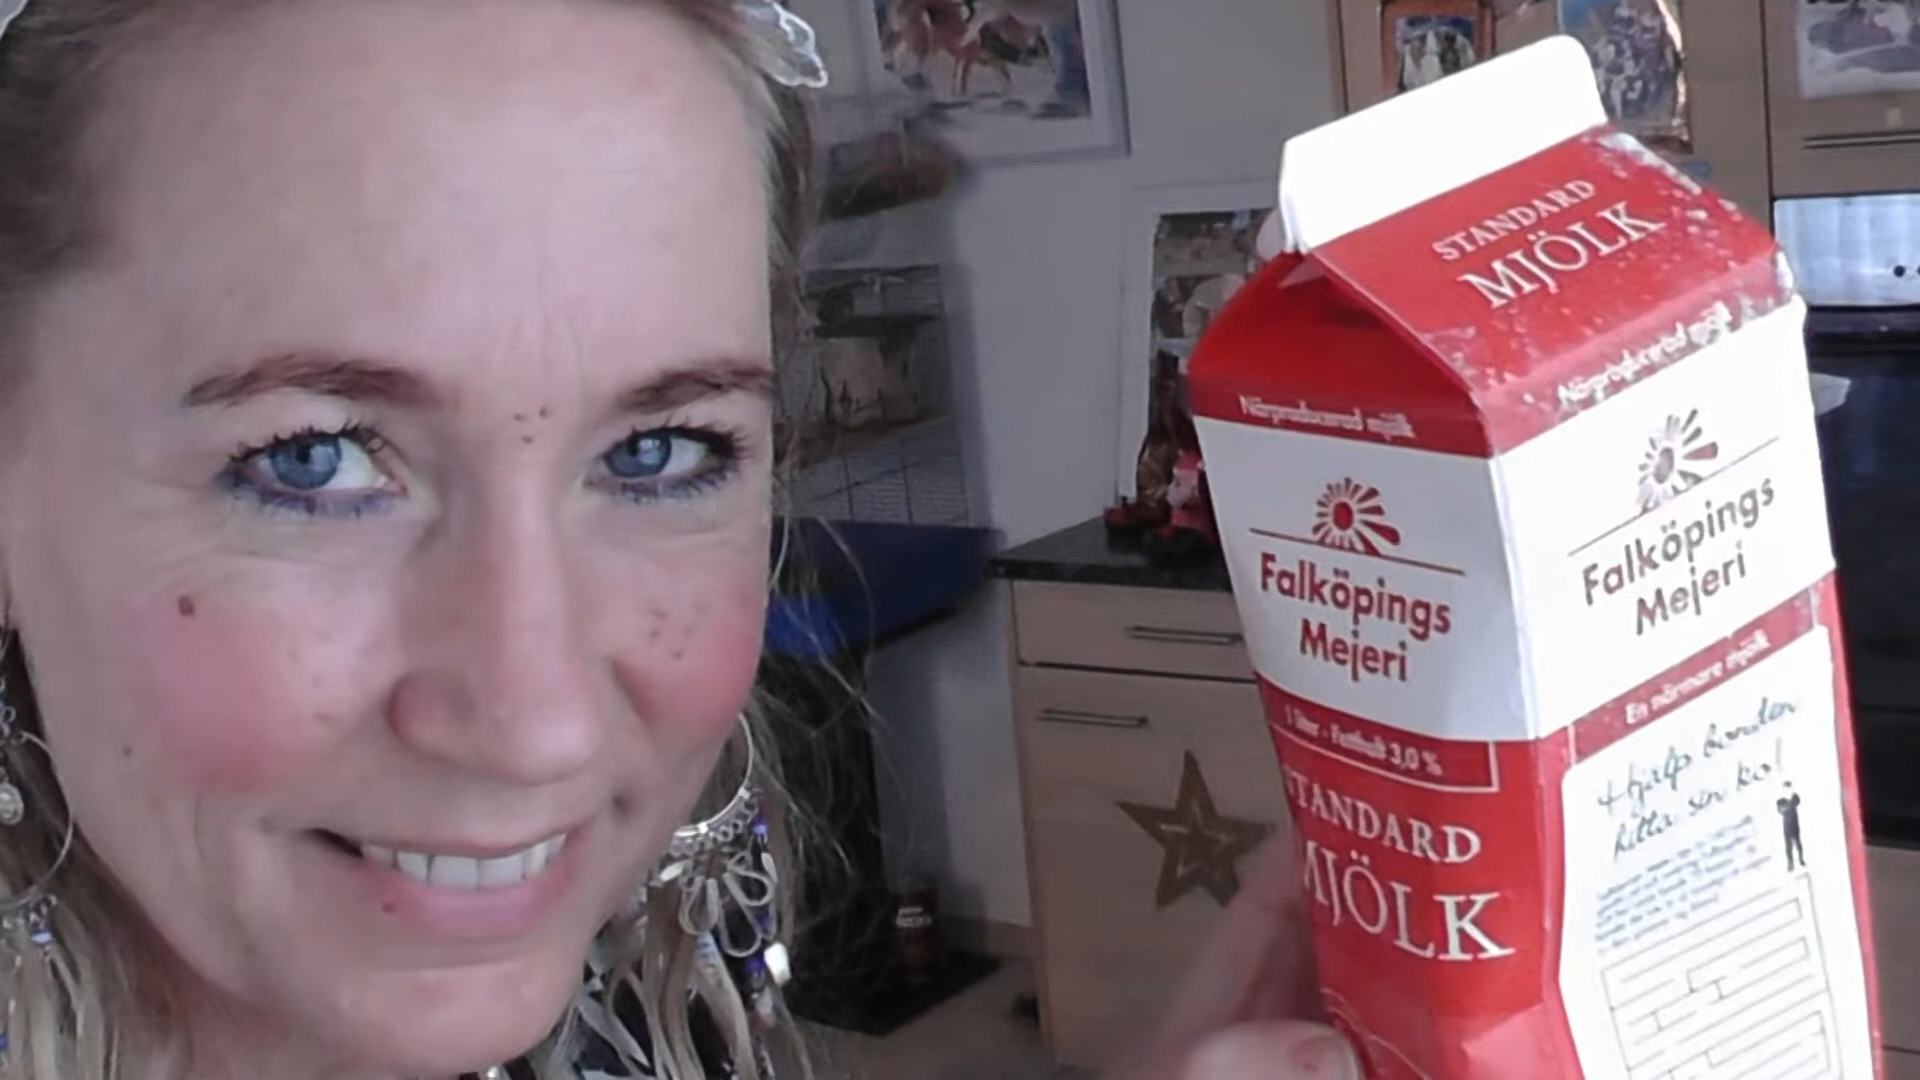 STANDARD
MJÖLK
Närproducerad mjölk
Närproducerad mjölk
Falköpings
Mejeri
Falköpings
Mejeri
En närmare mjölk
1 liter - Fetthalt 3,0 %
STANDARD
MJÖLK
Hjälp bonden
hitta sin ko!